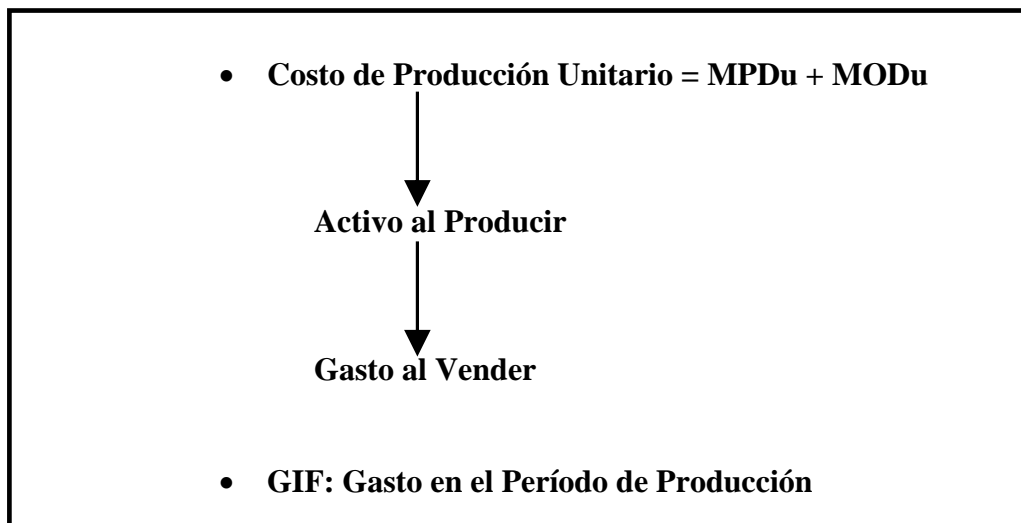 • Costo de Producción Unitario = MPDu + MODu
Activo al Producir
Gasto al Vender
• GIF: Gasto en el Período de Producción